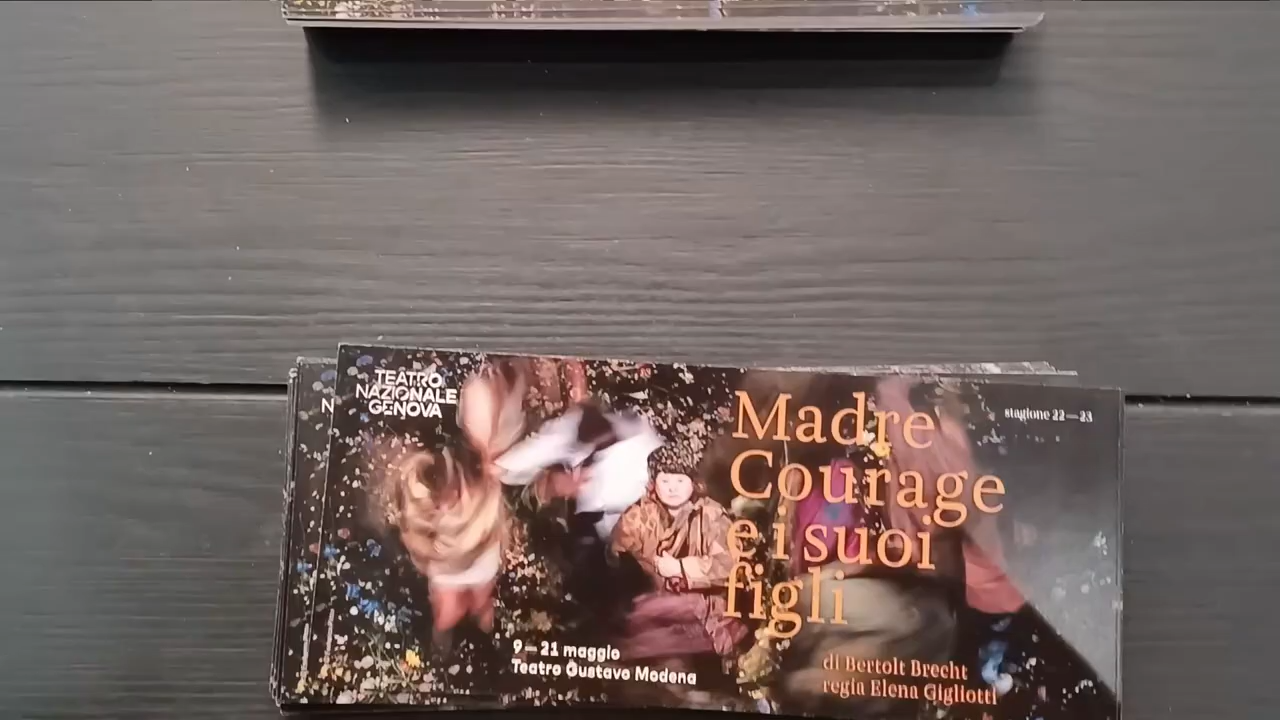 TEATRO
NAZIONALE
GENOVA
Madre
Courage
e i suoi
figli
stagione 22—23
9—21 maggio
Teatro Gustavo Modena
di Bertolt Brecht
regia Elena Gigliotti